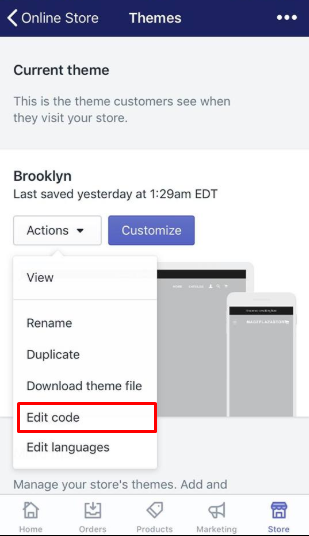 Online Store
Themes
Current theme
This is the theme customers see when
they visit your store.
Brooklyn
Last saved yesterday at 1:29am EDT
Actions
Customize
View
Rename
Duplicate
Download theme file
Edit code
Edit languages
Manage your store's themes. Add and
Home
Orders
Products
Marketing
Store